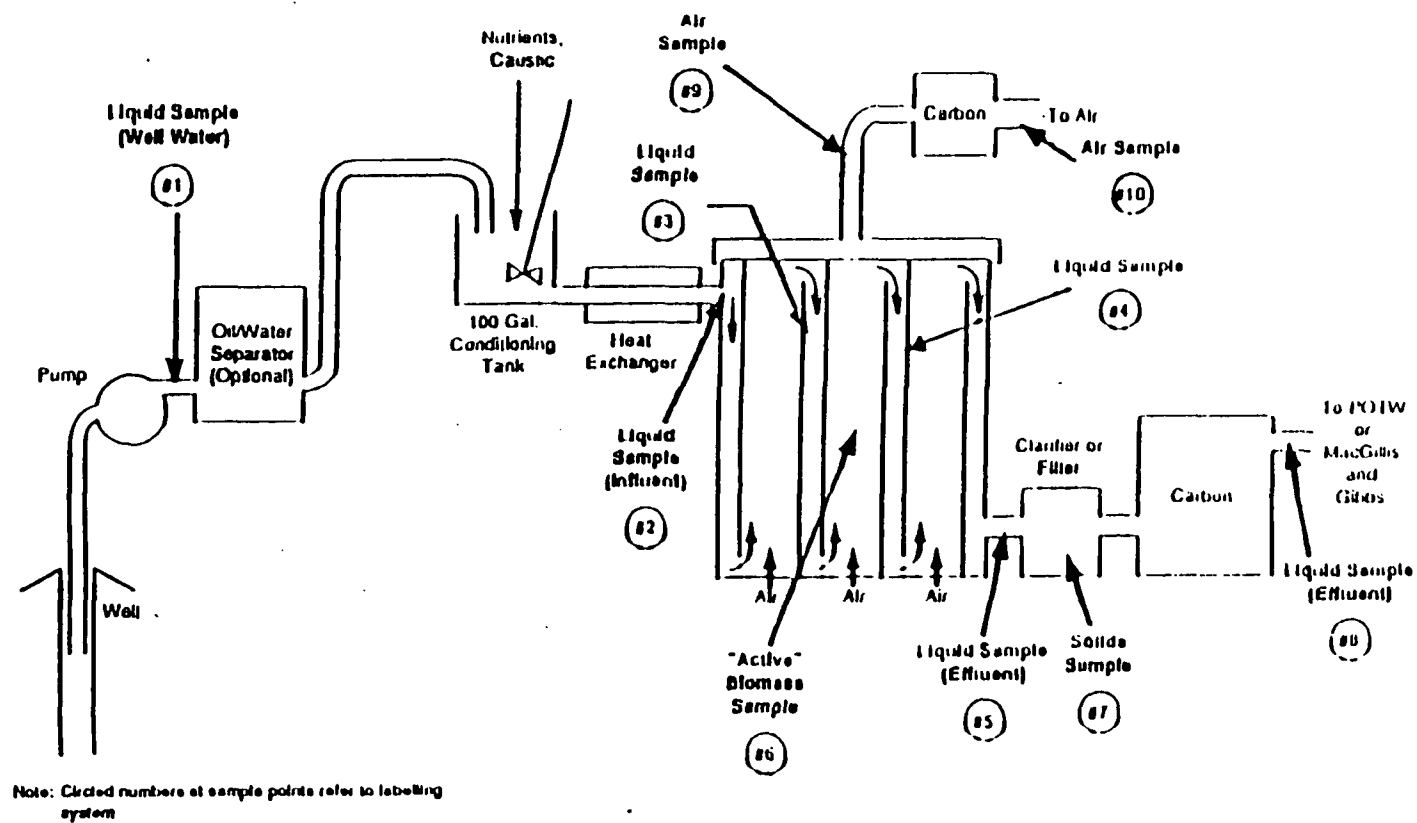 Liquid Sample
(Well Water)
#1
Pump
Oil/Water
Separator
(Optional)
Well
Nutrients,
Caustic
100 Gal.
Conditioning
Tank
Heat
Exchanger
Liquid
Sample
(Influent)
#2
Liquid
Sample
#3
Air
Sample
#9
Carbon
To Air
Air Sample
#10
Liquid Sample
#4
Air
Air
Air
"Active"
Biomass
Sample
#6
Liquid Sample
(Effluent)
#5
Clarifier or
Filter
Solids
Sample
#7
Carbon
To POTW
or
MacGillis
and
Gibbs
Liquid Sample
(Effluent)
#8
Note: Circled numbers at sample points refer to labelling
system